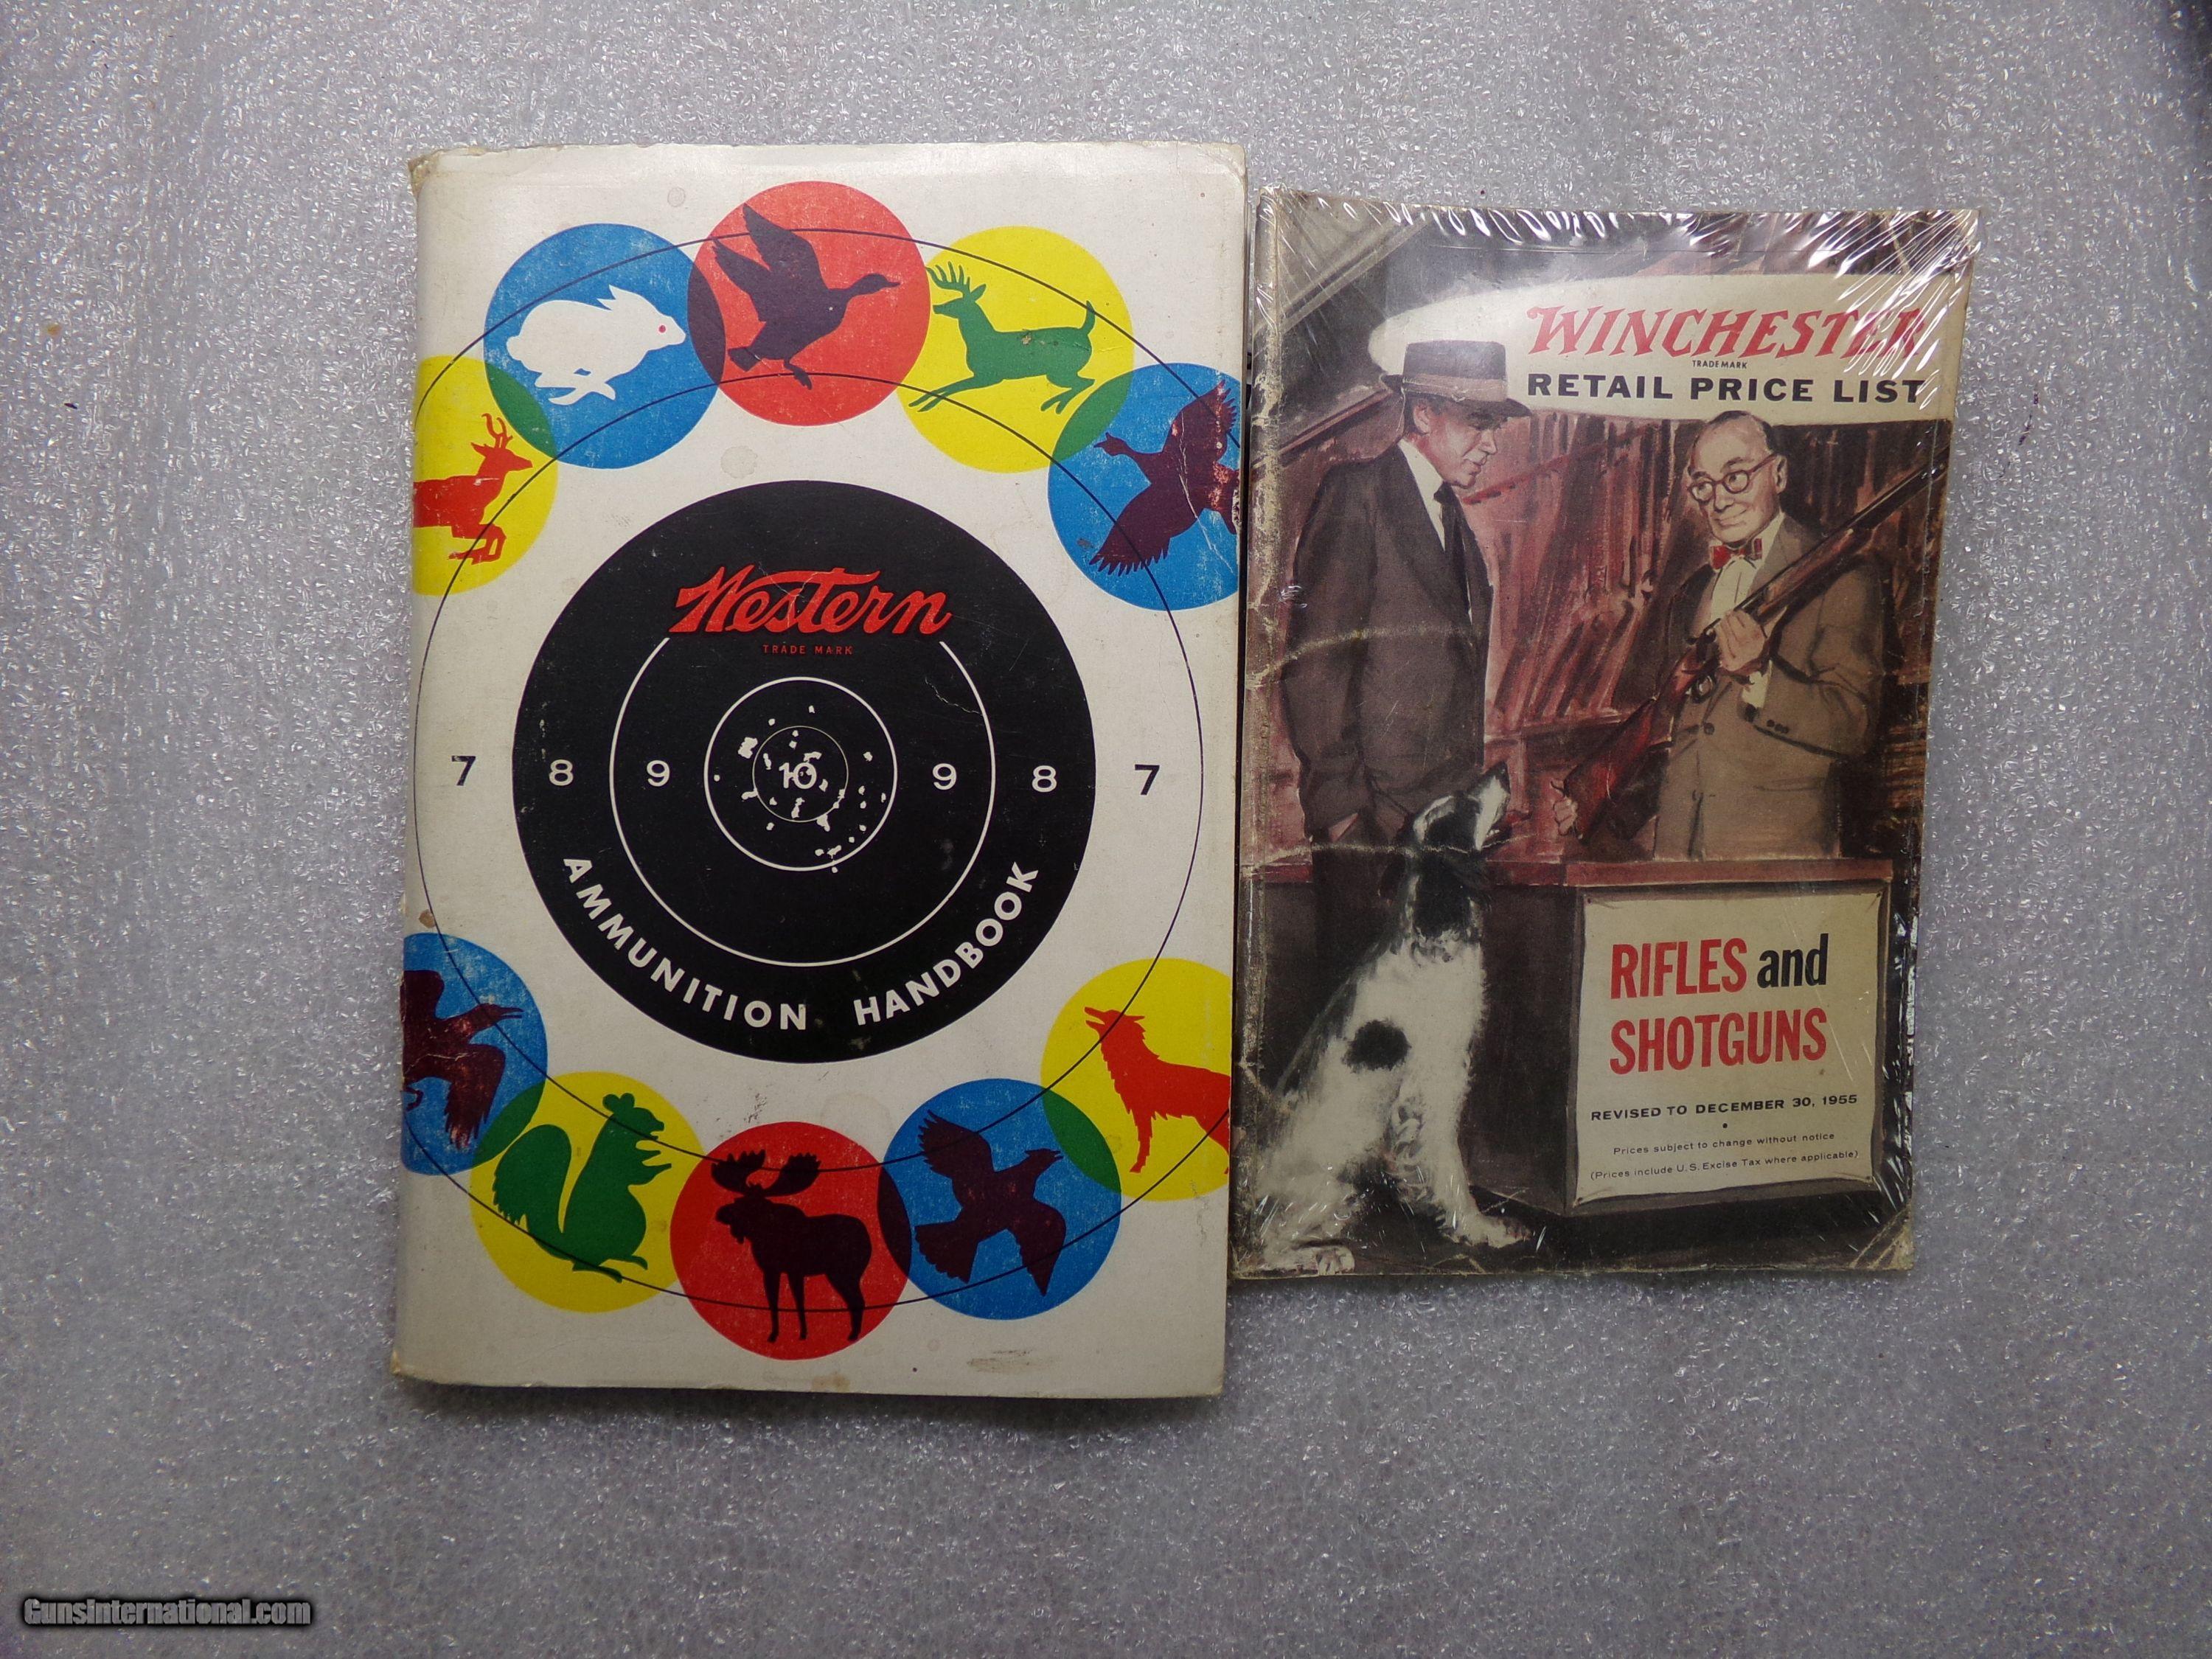 Western
TRADE MARK
7 8 9 10 9 8 7
AMMUNITION HANDBOOK
WINCHESTER
TRADEMARK
RETAIL PRICE LIST
RIFLES and
SHOTGUNS
REVISED TO DECEMBER 30, 1955
Prices subject to change without notice
(Prices include U.S. Excise Tax where applicable)
GunsInternational.com